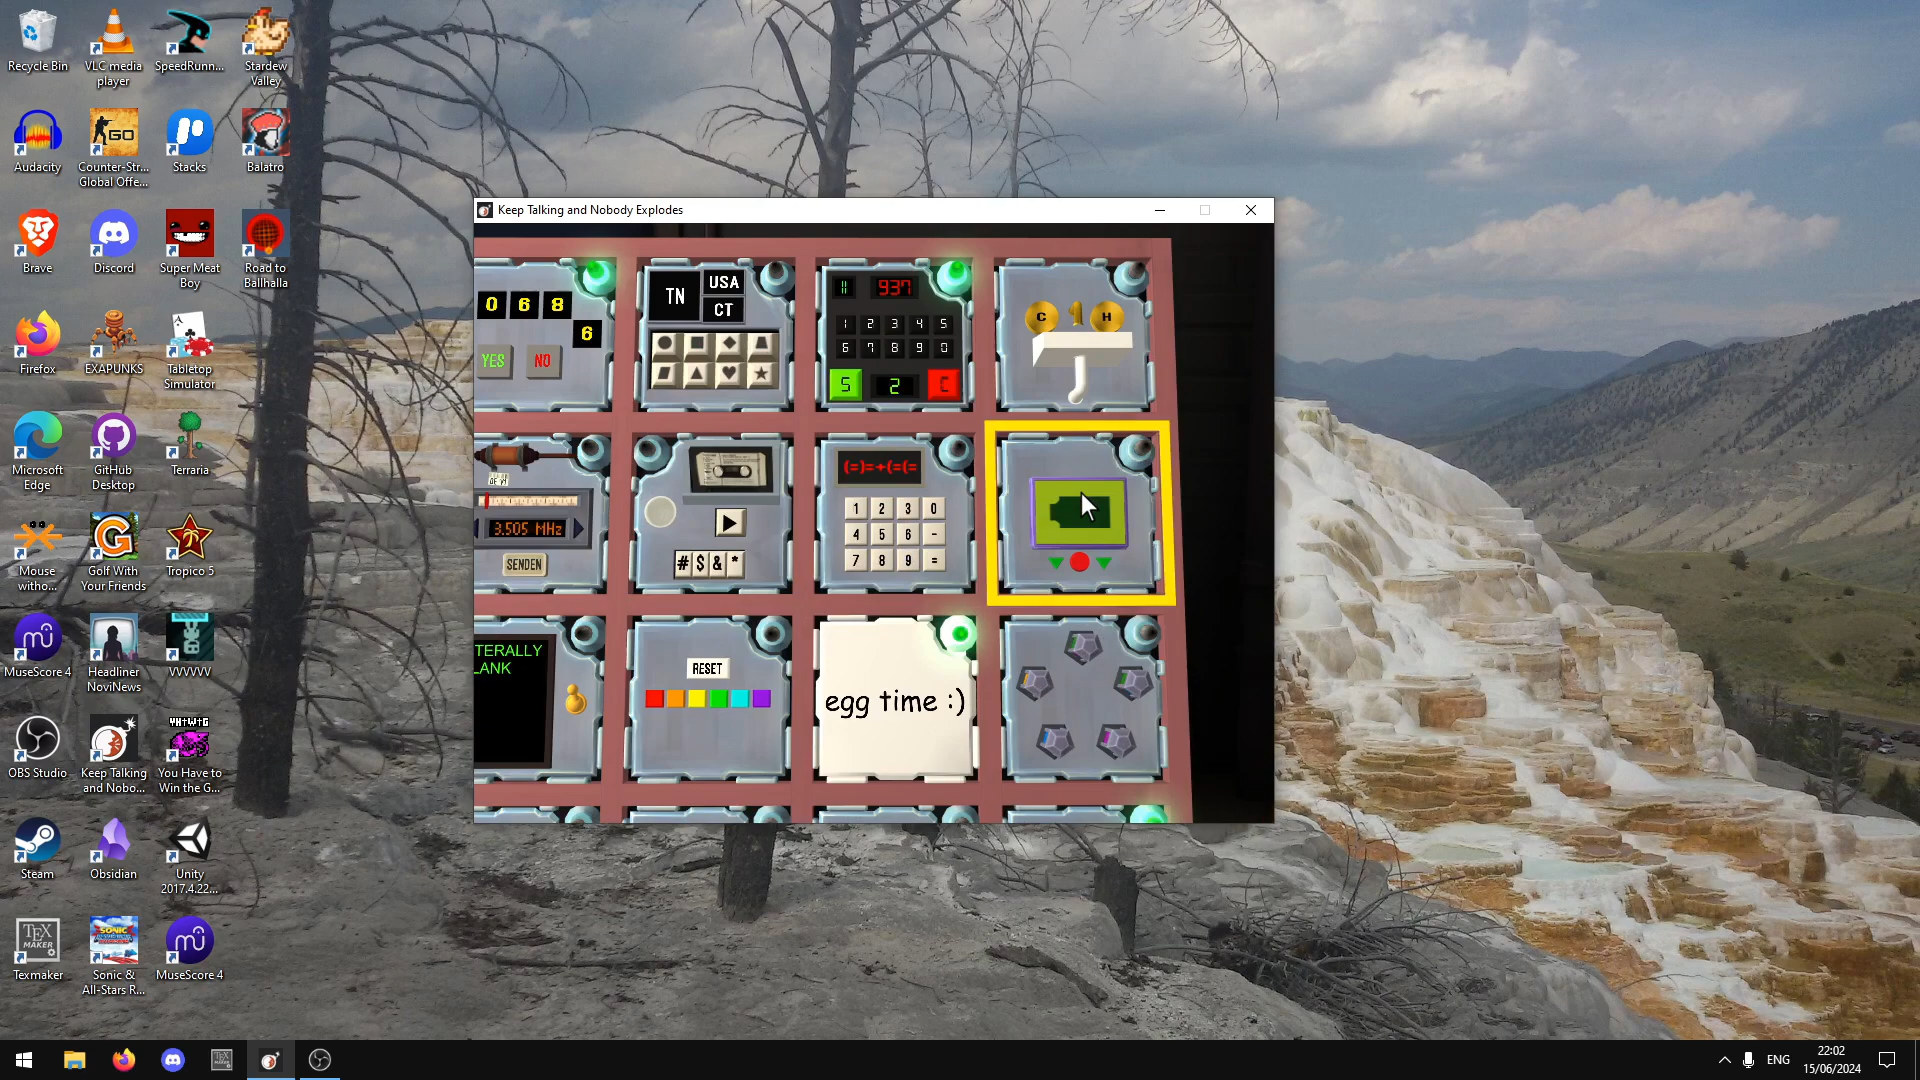 Recycle Bin
VLC media
player
SpeedRunn...
Stardew
Valley
Audacity
GO
Counter-Str...
Global Offe...
Stacks
Balatro
Brave
Discord
Super Meat
Boy
Road to
Ballhalla
Firefox
EXAPUNKS
Tabletop
Simulator
Microsoft
Edge
GitHub
Desktop
Terraria
Mouse
witho...
Golf With
Your Friends
Tropico 5
MuseScore 4
Headliner
NoviNews
VVVVVV
OBS Studio
Keep Talking
and Nobo...
YHtWtG
You Have to
Win the G...
Steam
Obsidian
Unity
2017.4.22...
TEX
MAKER
Texmaker
SONIC
Sonic &
All-Stars R...
MuseScore 4
Keep Talking and Nobody Explodes
0 6 8
6
YES NO
TN
USA
CT
937
1 2 3 4 5
6 7 8 9 0
S 2 C
C 1 H
3.505 MHz
SENDEN
# $ & *
(=)=+(=(=
1 2 3 0
4 5 6 -
7 8 9 =
TERALLY
LANK
RESET
egg time :)
ENG
22:02
15/06/2024